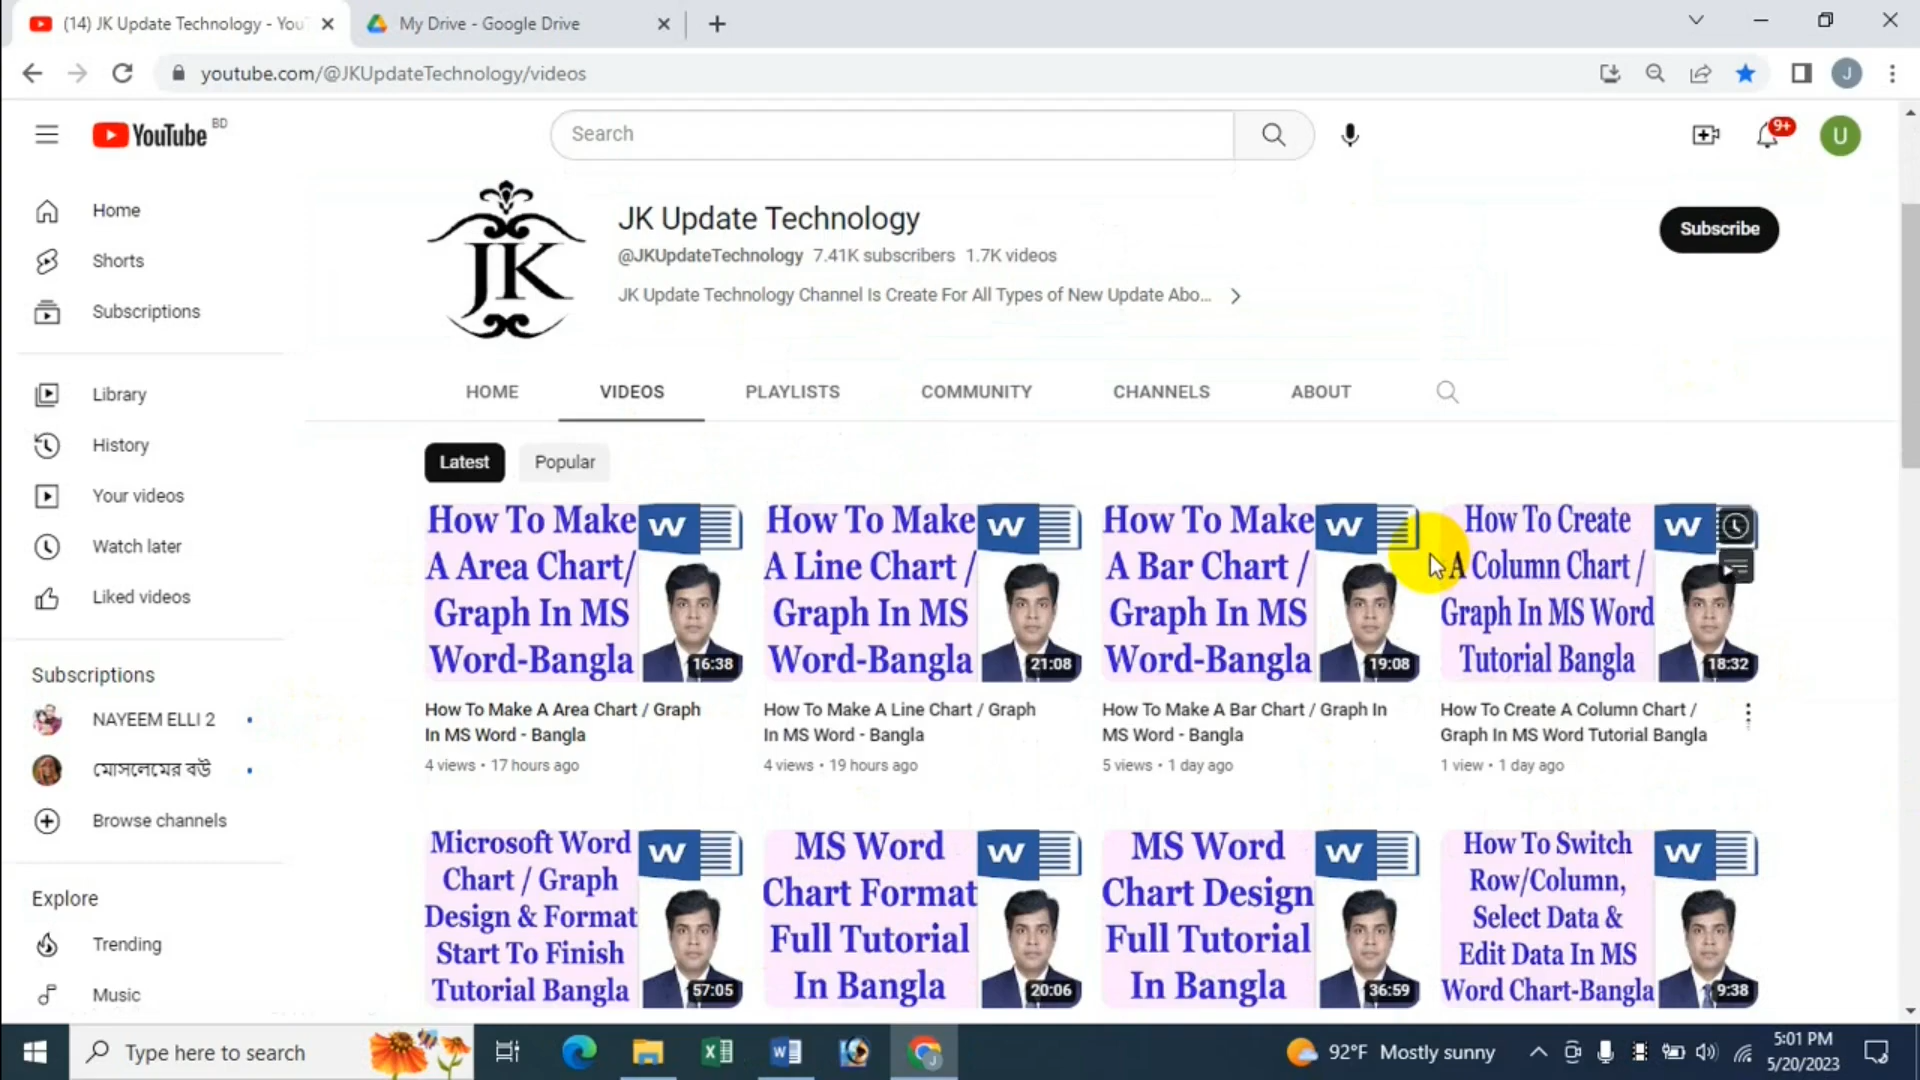 (14) JK Update Technology - You
My Drive - Google Drive
youtube.com/@JKUpdateTechnology/videos
YouTube BD
Search
9+
U
J
Home
Shorts
Subscriptions
Library
History
Your videos
Watch later
Liked videos
Subscriptions
NAYEEM ELLI 2
মোসলেমের বউ
Browse channels
Explore
Trending
Music
JK
JK Update Technology
@JKUpdateTechnology 7.41K subscribers 1.7K videos
JK Update Technology Channel Is Create For All Types of New Update Abo...
Subscribe
HOME
VIDEOS
PLAYLISTS
COMMUNITY
CHANNELS
ABOUT
Latest
Popular
How To Make
A Area Chart/
Graph In MS
Word-Bangla
W
16:38
How To Make A Area Chart / Graph
In MS Word - Bangla
4 views • 17 hours ago
How To Make
A Line Chart /
Graph In MS
Word-Bangla
W
21:08
How To Make A Line Chart / Graph
In MS Word - Bangla
4 views • 19 hours ago
How To Make
A Bar Chart /
Graph In MS
Word-Bangla
W
19:08
How To Make A Bar Chart / Graph In
MS Word - Bangla
5 views • 1 day ago
How To Create
A Column Chart /
Graph In MS Word
Tutorial Bangla
W
18:32
How To Create A Column Chart /
Graph In MS Word Tutorial Bangla
1 view • 1 day ago
Microsoft Word
Chart / Graph
Design & Format
Start To Finish
Tutorial Bangla
W
57:05
MS Word
Chart Format
Full Tutorial
In Bangla
W
20:06
MS Word
Chart Design
Full Tutorial
In Bangla
W
36:59
How To Switch
Row/Column,
Select Data &
Edit Data In MS
Word Chart-Bangla
W
9:38
Type here to search
92°F Mostly sunny
5:01 PM
5/20/2023